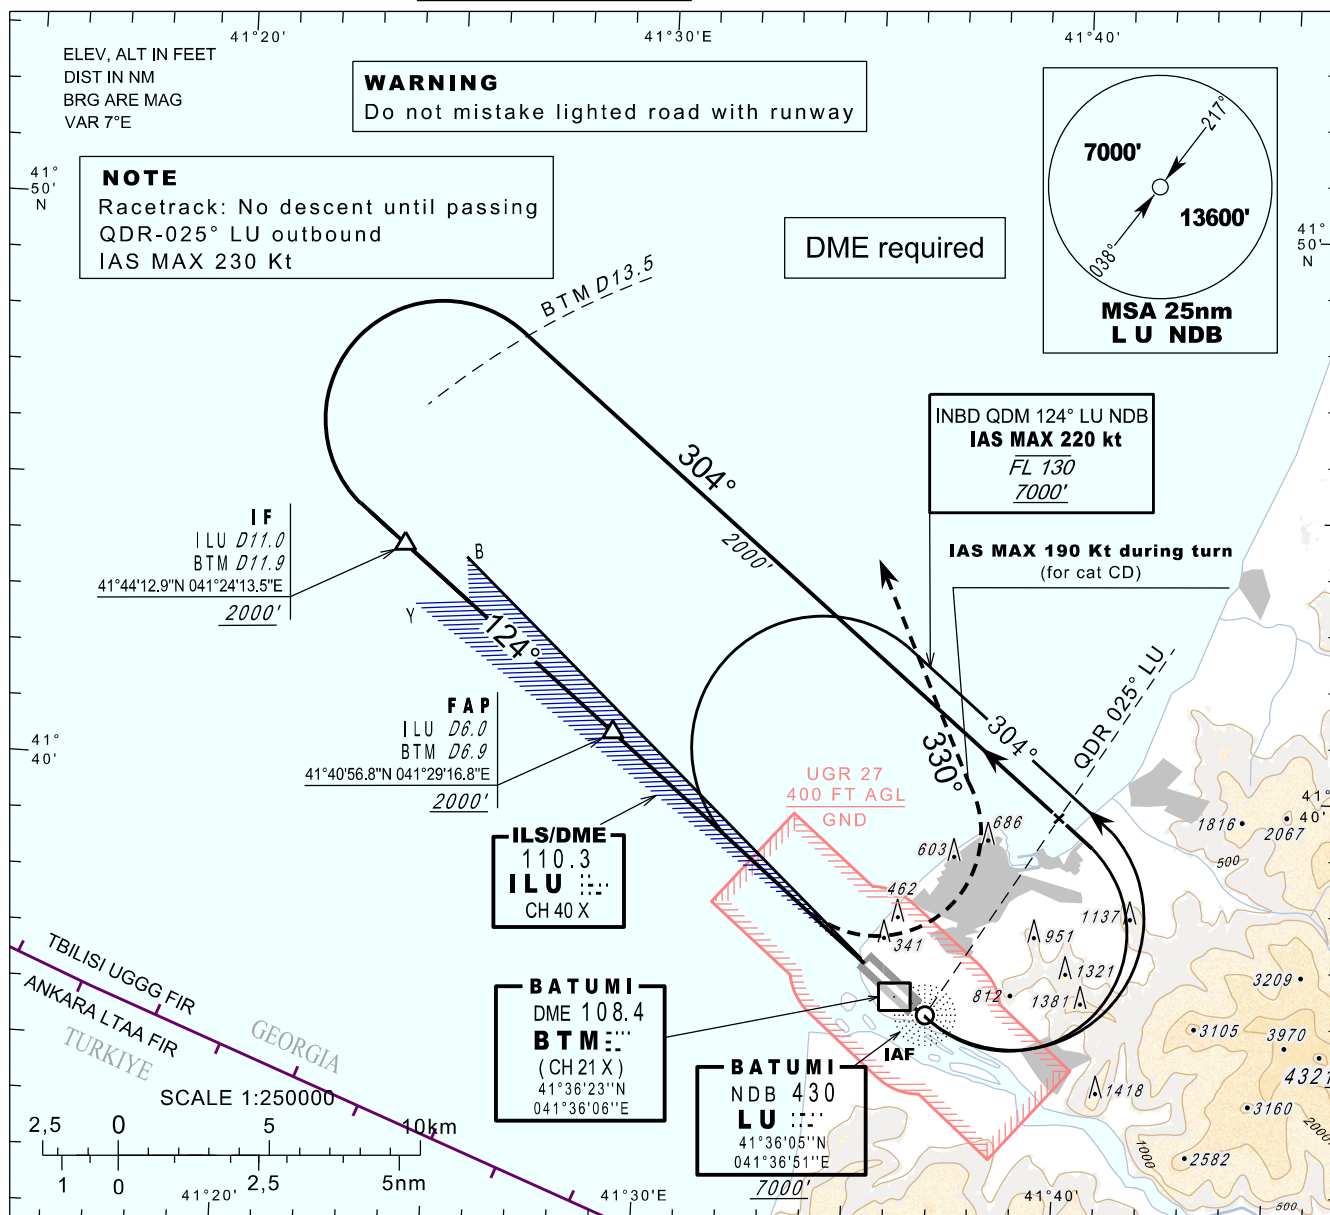 41°20'
41°30'E
41°40'
ELEV, ALT IN FEET
DIST IN NM
BRG ARE MAG
VAR 7°E
WARNING
Do not mistake lighted road with runway
217°
7000'
13600'
038°
MSA 25nm
L U NDB
41°
50'
N
NOTE
Racetrack: No descent until passing
QDR-025° LU outbound
IAS MAX 230 Kt
DME required
41°
50'
N
BTM D13.5
INBD QDM 124° LU NDB
IAS MAX 220 kt
FL 130
7000'
304°
2000'
IF
ILU D11.0
BTM D11.9
41°44'12.9"N 041°24'13.5"E
2000'
B
Y
124°
IAS MAX 190 Kt during turn
(for cat CD)
QDR 025° LU
FAP
ILU D6.0
BTM D6.9
41°40'56.8"N 041°29'16.8"E
2000'
41°
40'
304°
330°
UGR 27
400 FT AGL
GND
41°
40'
1816
2067
500
686
603
462
341
ILS/DME
110.3
ILU
CH 40 X
1137
951
1321
1381
812
3209
3105
3970
4321
3160
2582
1418
1000
2000
500
TBILISI UGGG FIR
ANKARA LTAA FIR
GEORGIA
TURKIYE
BATUMI
DME 108.4
BTM
(CH 21 X)
41°36'23"N
041°36'06"E
IAF
BATUMI
NDB 430
LU
41°36'05"N
041°36'51"E
7000'
SCALE 1:250000
2,5 0 5 10km
1 0 2,5 5nm
41°20'
41°30'E
41°40'